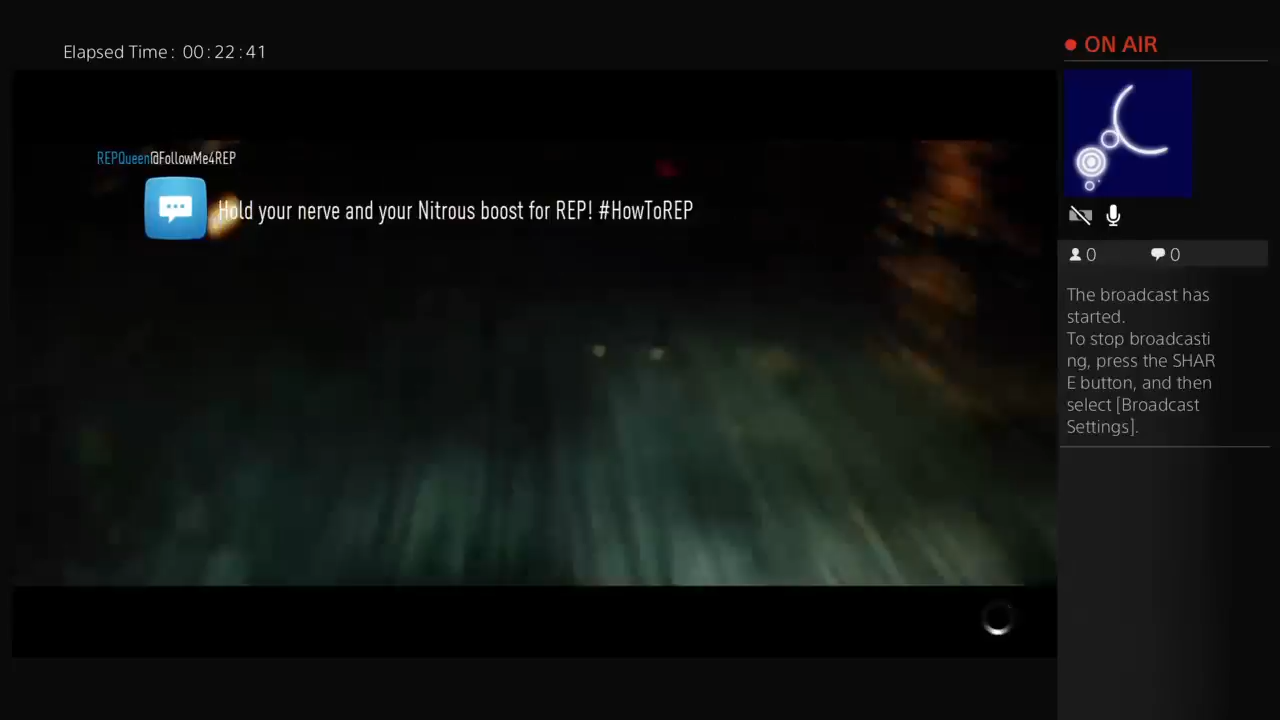 Elapsed Time: 00:22:41
ON AIR
REPQueen@FollowMe4REP
Hold your nerve and your Nitrous boost for REP! #HowToREP
0 0
The broadcast has
started.
To stop broadcasti
ng, press the SHAR
E button, and then
select [Broadcast
Settings].